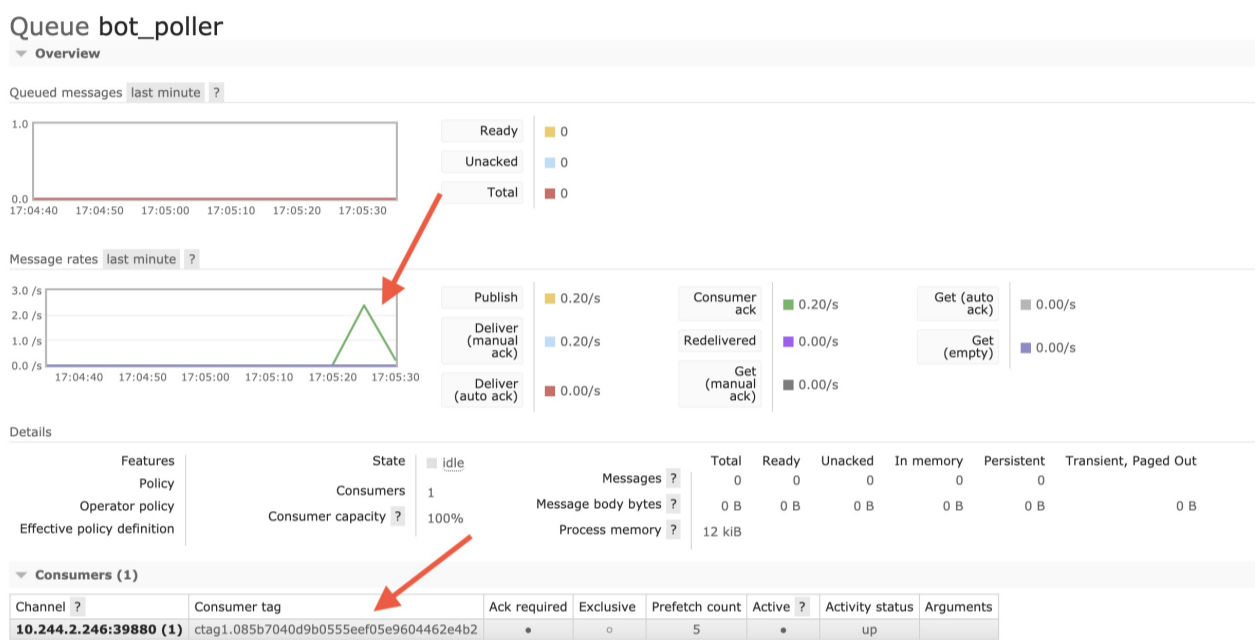 Queue bot_poller
Overview
Queued messages last minute ?
1.0
0.0
17:04:40 17:04:50 17:05:00 17:05:10 17:05:20 17:05:30
Ready 0
Unacked 0
Total 0
Message rates last minute ?
3.0 /s
2.0 /s
1.0 /s
0.0 /s
17:04:40 17:04:50 17:05:00 17:05:10 17:05:20 17:05:30
Publish 0.20/s
Deliver
(manual 0.20/s
ack)
Deliver
(auto ack) 0.00/s
Consumer
ack 0.20/s
Redelivered 0.00/s
Get
(manual 0.00/s
ack)
Get (auto
ack) 0.00/s
Get
(empty) 0.00/s
Details
Features
Policy
Operator policy
Effective policy definition
State idle
Consumers 1
Consumer capacity ? 100%
Total Ready Unacked In memory Persistent Transient, Paged Out
Messages ? 0 0 0 0 0
Message body bytes ? 0 B 0 B 0 B 0 B 0 B 0 B
Process memory ? 12 kiB
Consumers (1)
Channel ? Consumer tag Ack required Exclusive Prefetch count Active ? Activity status Arguments
10.244.2.246:39880 (1) ctag1.085b7040d9b0555eef05e9604462e4b2 ● ○ 5 ● up